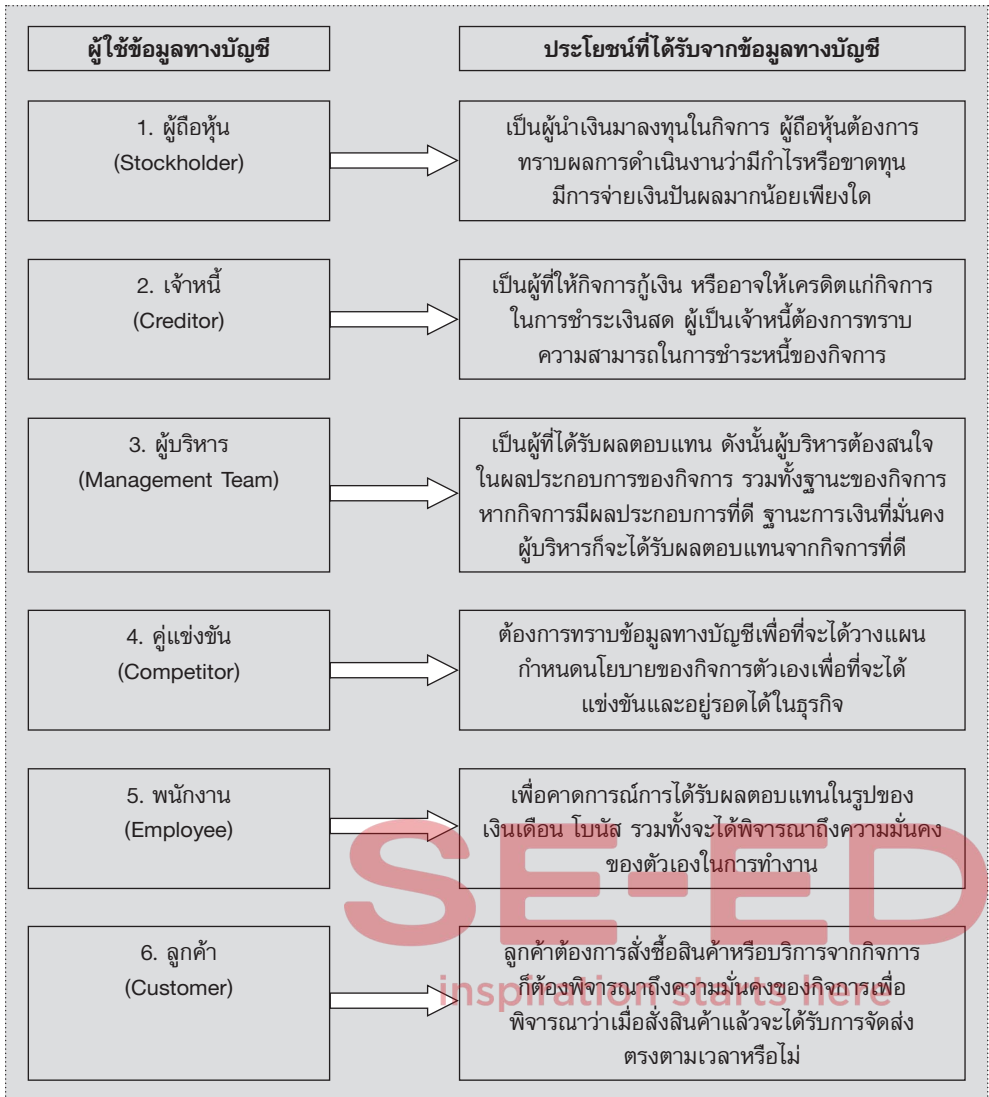 ผู้ใช้ข้อมูลทางบัญชี
ประโยชน์ที่ได้รับจากข้อมูลทางบัญชี
1. ผู้ถือหุ้น
(Stockholder)
เป็นผู้นำเงินมาลงทุนในกิจการ ผู้ถือหุ้นต้องการ
ทราบผลการดำเนินงานว่ามีกำไรหรือขาดทุน
มีการจ่ายเงินปันผลมากน้อยเพียงใด
2. เจ้าหนี้
(Creditor)
เป็นผู้ที่ให้กิจการกู้เงิน หรืออาจให้เครดิตแก่กิจการ
ในการชำระเงินสด ผู้เป็นเจ้าหนี้ต้องการทราบ
ความสามารถในการชำระหนี้ของกิจการ
3. ผู้บริหาร
(Management Team)
เป็นผู้ที่ได้รับผลตอบแทน ดังนั้นผู้บริหารต้องสนใจ
ในผลประกอบการของกิจการ รวมทั้งฐานะของกิจการ
หากกิจการมีผลประกอบการที่ดี ฐานะการเงินที่มั่นคง
ผู้บริหารก็จะได้รับผลตอบแทนจากกิจการที่ดี
4. คู่แข่งขัน
(Competitor)
ต้องการทราบข้อมูลทางบัญชีเพื่อที่จะได้วางแผน
กำหนดนโยบายของกิจการตัวเองเพื่อที่จะได้
แข่งขันและอยู่รอดได้ในธุรกิจ
5. พนักงาน
(Employee)
เพื่อคาดการณ์การได้รับผลตอบแทนในรูปของ
เงินเดือน โบนัส รวมทั้งจะได้พิจารณาถึงความมั่นคง
ของตัวเองในการทำงาน
6. ลูกค้า
(Customer)
ลูกค้าต้องการสั่งซื้อสินค้าหรือบริการจากกิจการ
ก็ต้องพิจารณาถึงความมั่นคงของกิจการเพื่อ
พิจารณาว่าเมื่อสั่งสินค้าแล้วจะได้รับการจัดส่ง
ตรงตามเวลาหรือไม่
SE-ED
inspiration starts here